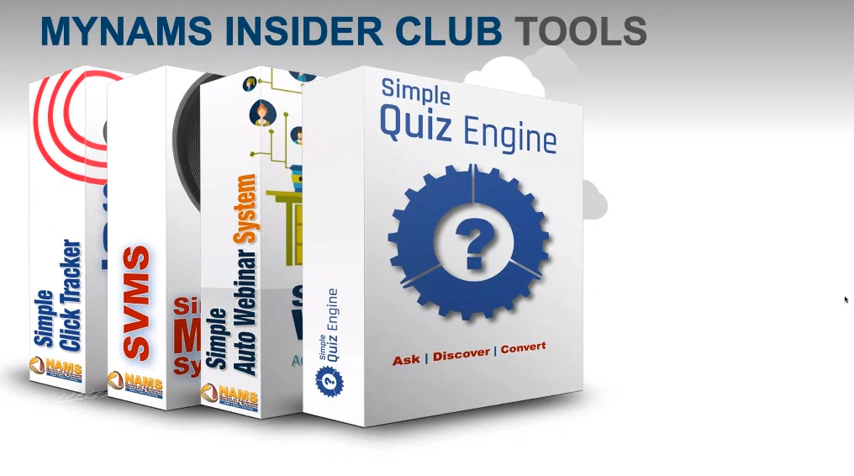 MYNAMS INSIDER CLUB TOOLS
Simple
Click Tracker
NAMS
SVMS
NAMS
Simple
Auto Webinar System
NAMS
Simple
Quiz Engine
Simple
Quiz Engine
?
Ask | Discover | Convert